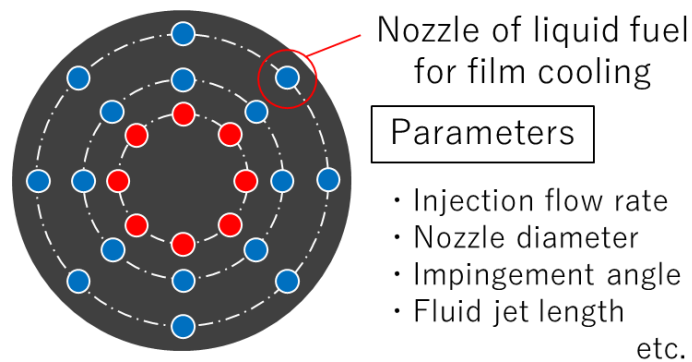 Nozzle of liquid fuel
for film cooling
Parameters
・Injection flow rate
・Nozzle diameter
・Impingement angle
・Fluid jet length
etc.